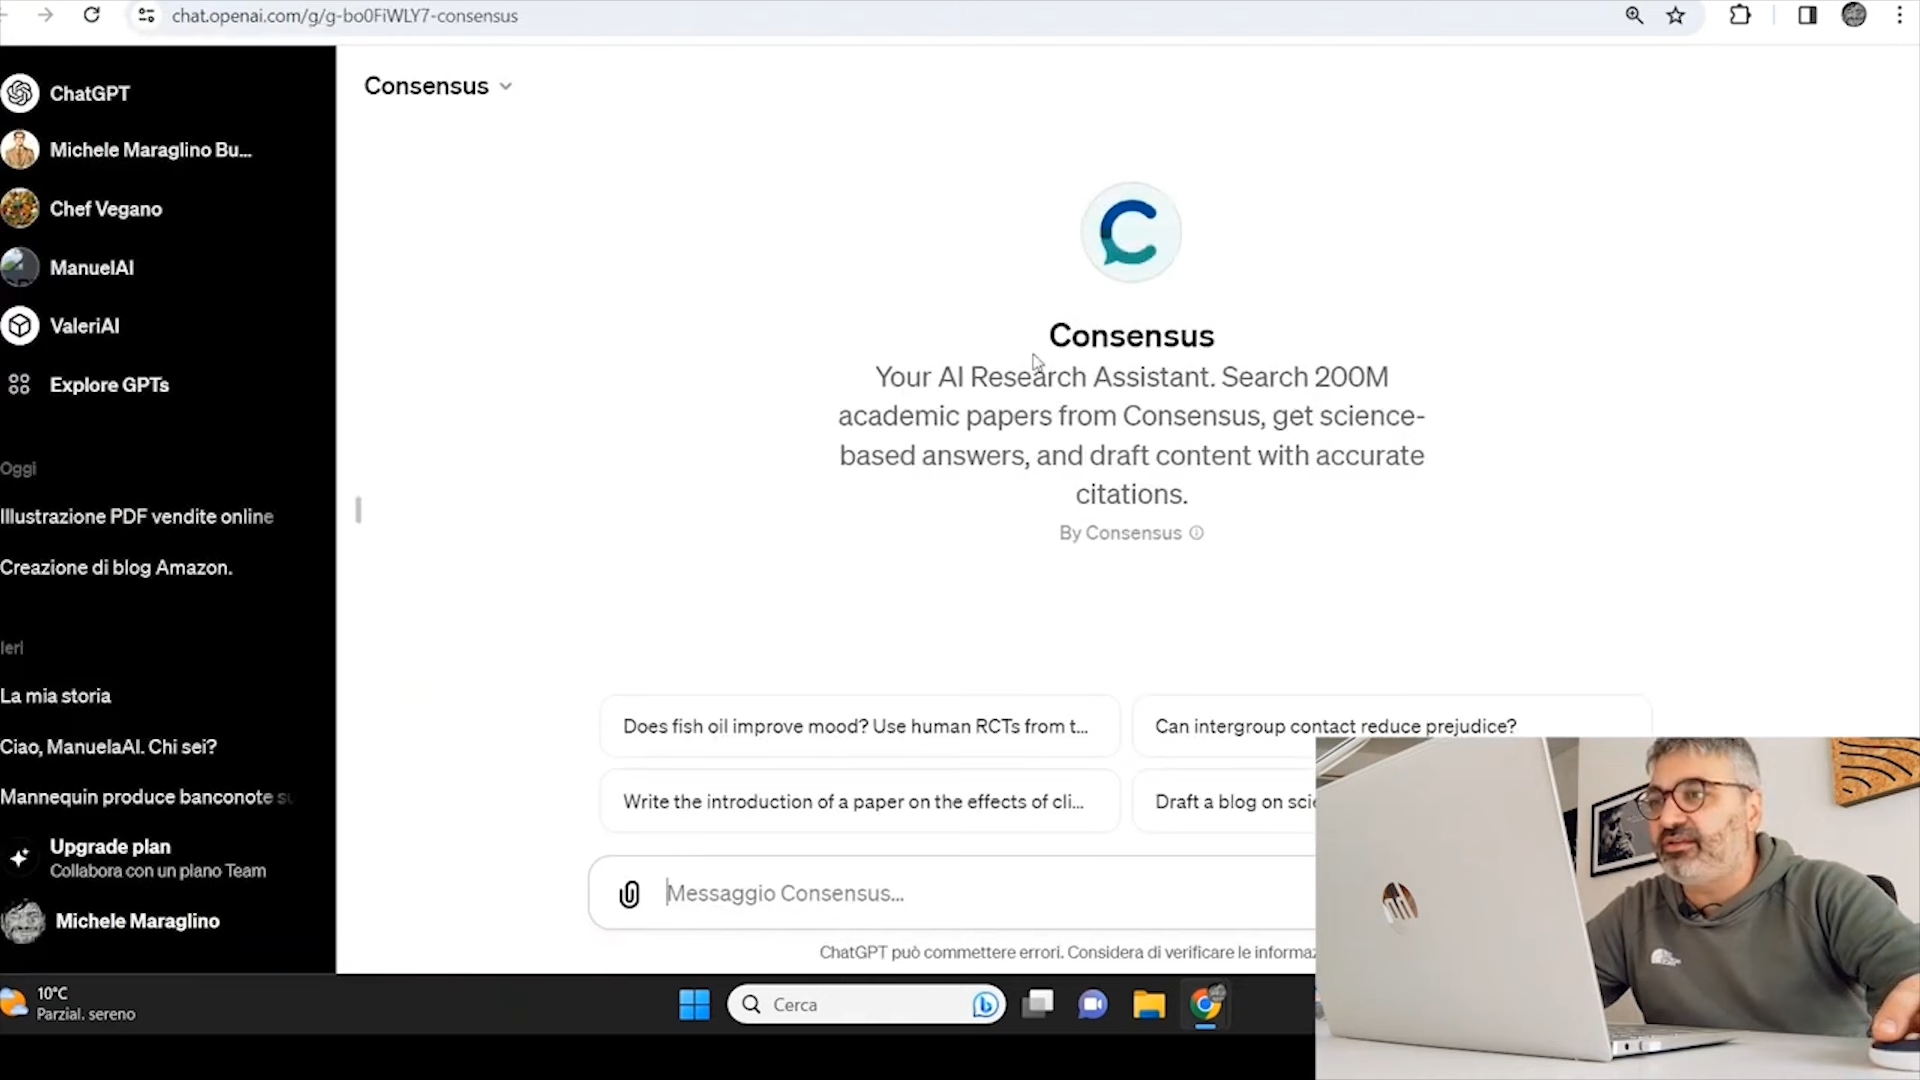 chat.openai.com/g/g-bo0FiWLY7-consensus
ChatGPT
Michele Maraglino Bu...
Chef Vegano
ManuelAI
ValeriAI
Explore GPTs
Oggi
Illustrazione PDF vendite online
Creazione di blog Amazon.
Ieri
La mia storia
Ciao, ManuelaAI. Chi sei?
Mannequin produce banconote su
Upgrade plan
Collabora con un piano Team
Michele Maraglino
Consensus
Consensus
Your AI Research Assistant. Search 200M
academic papers from Consensus, get science-
based answers, and draft content with accurate
citations.
By Consensus
Does fish oil improve mood? Use human RCTs from t...
Can intergroup contact reduce prejudice?
Write the introduction of a paper on the effects of cli...
Draft a blog on
Messaggio Consensus...
ChatGPT può commettere errori. Considera di verificare le
10°C
Parzial. sereno
Cerca
hp